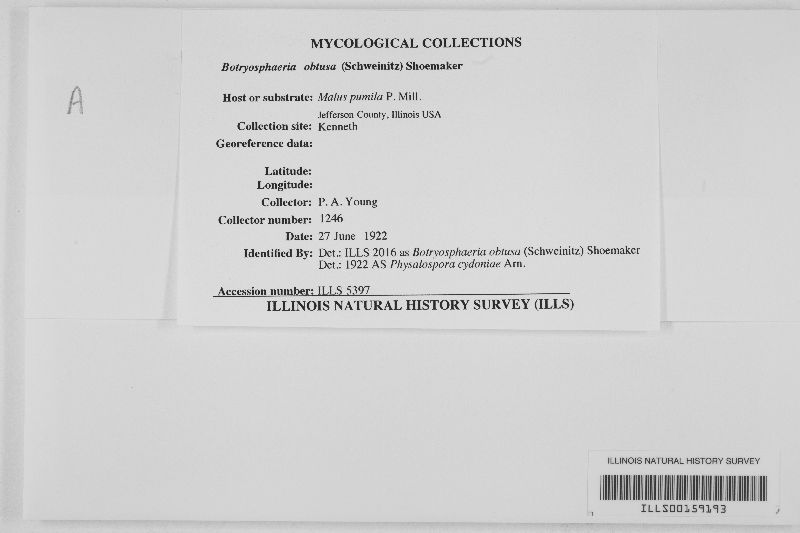 MYCOLOGICAL COLLECTIONS
Botryosphaeria obtusa (Schweinitz) Shoemaker
A
Host or substrate: Malus pumila P. Mill.
Jefferson County, Illinois USA
Collection site: Kenneth
Georeference data:
Latitude:
Longitude:
Collector: P. A. Young
Collector number: 1246
Date: 27 June 1922
Identified By: Det.: ILLS 2016 as Botryosphaeria obtusa (Schweinitz) Shoemaker
Det.: 1922 AS Physalospora cydoniae Arn.
Accession number: ILLS 5397
ILLINOIS NATURAL HISTORY SURVEY (ILLS)
ILLINOIS NATURAL HISTORY SURVEY
ILLS00159193